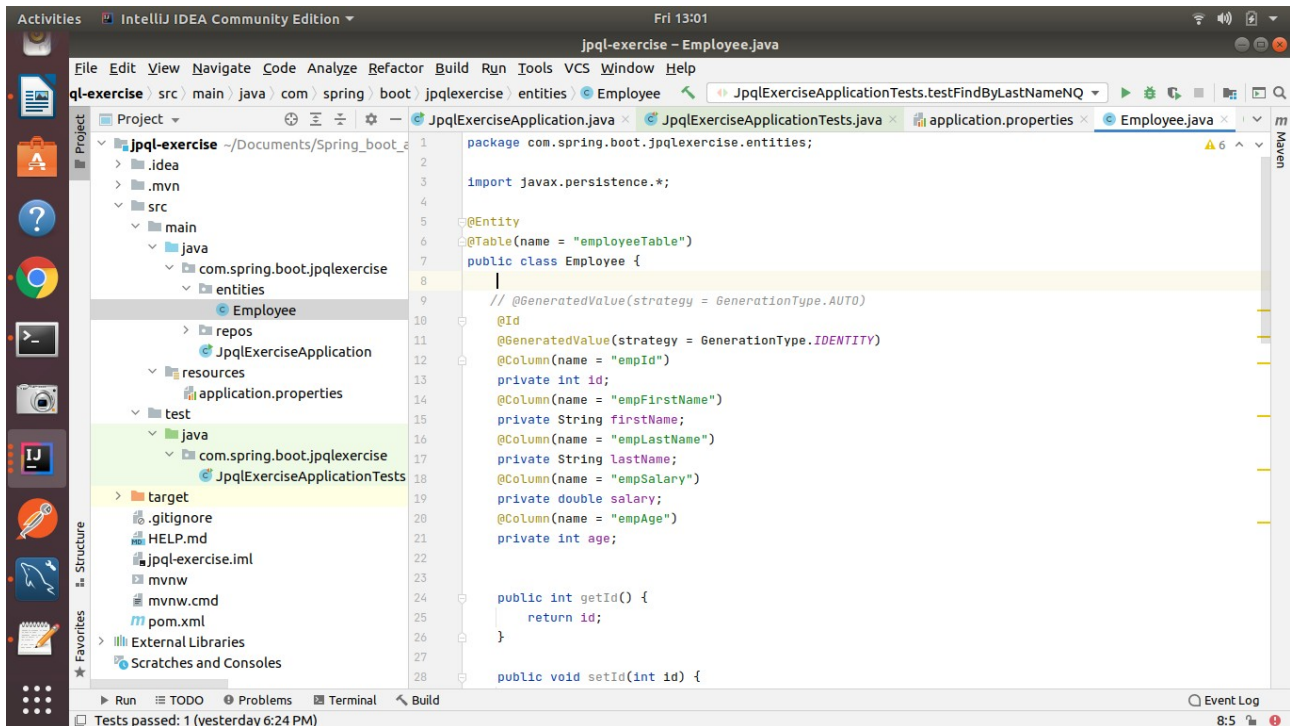 Activities IntelliJ IDEA Community Edition Fri 13:01
jpql-exercise – Employee.java
File Edit View Navigate Code Analyze Refactor Build Run Tools VCS Window Help
ql-exercise src main java com spring boot jpqlexercise entities Employee JpqlExerciseApplicationTests.testFindByLastNameNQ
Project
JpqlExerciseApplication.java JpqlExerciseApplicationTests.java application.properties Employee.java
Project
Structure
Favorites
Maven
jpql-exercise ~/Documents/Spring_boot_
.idea
.mvn
src
main
java
com.spring.boot.jpqlexercise
entities
Employee
repos
JpqlExerciseApplication
resources
application.properties
test
java
com.spring.boot.jpqlexercise
JpqlExerciseApplicationTests
target
.gitignore
HELP.md
jpql-exercise.iml
mvnw
mvnw.cmd
pom.xml
External Libraries
Scratches and Consoles
6
1 package com.spring.boot.jpqlexercise.entities;
2
3 import javax.persistence.*;
4
5 @Entity
6 @Table(name = "employeeTable")
7 public class Employee {
8
9 // @GeneratedValue(strategy = GenerationType.AUTO)
10 @Id
11 @GeneratedValue(strategy = GenerationType.IDENTITY)
12 @Column(name = "empId")
13 private int id;
14 @Column(name = "empFirstName")
15 private String firstName;
16 @Column(name = "empLastName")
17 private String lastName;
18 @Column(name = "empSalary")
19 private double salary;
20 @Column(name = "empAge")
21 private int age;
22
23
24 public int getId() {
25 return id;
26 }
27
28 public void setId(int id) {
Run TODO Problems Terminal Build Event Log
Tests passed: 1 (yesterday 6:24 PM) 8:5